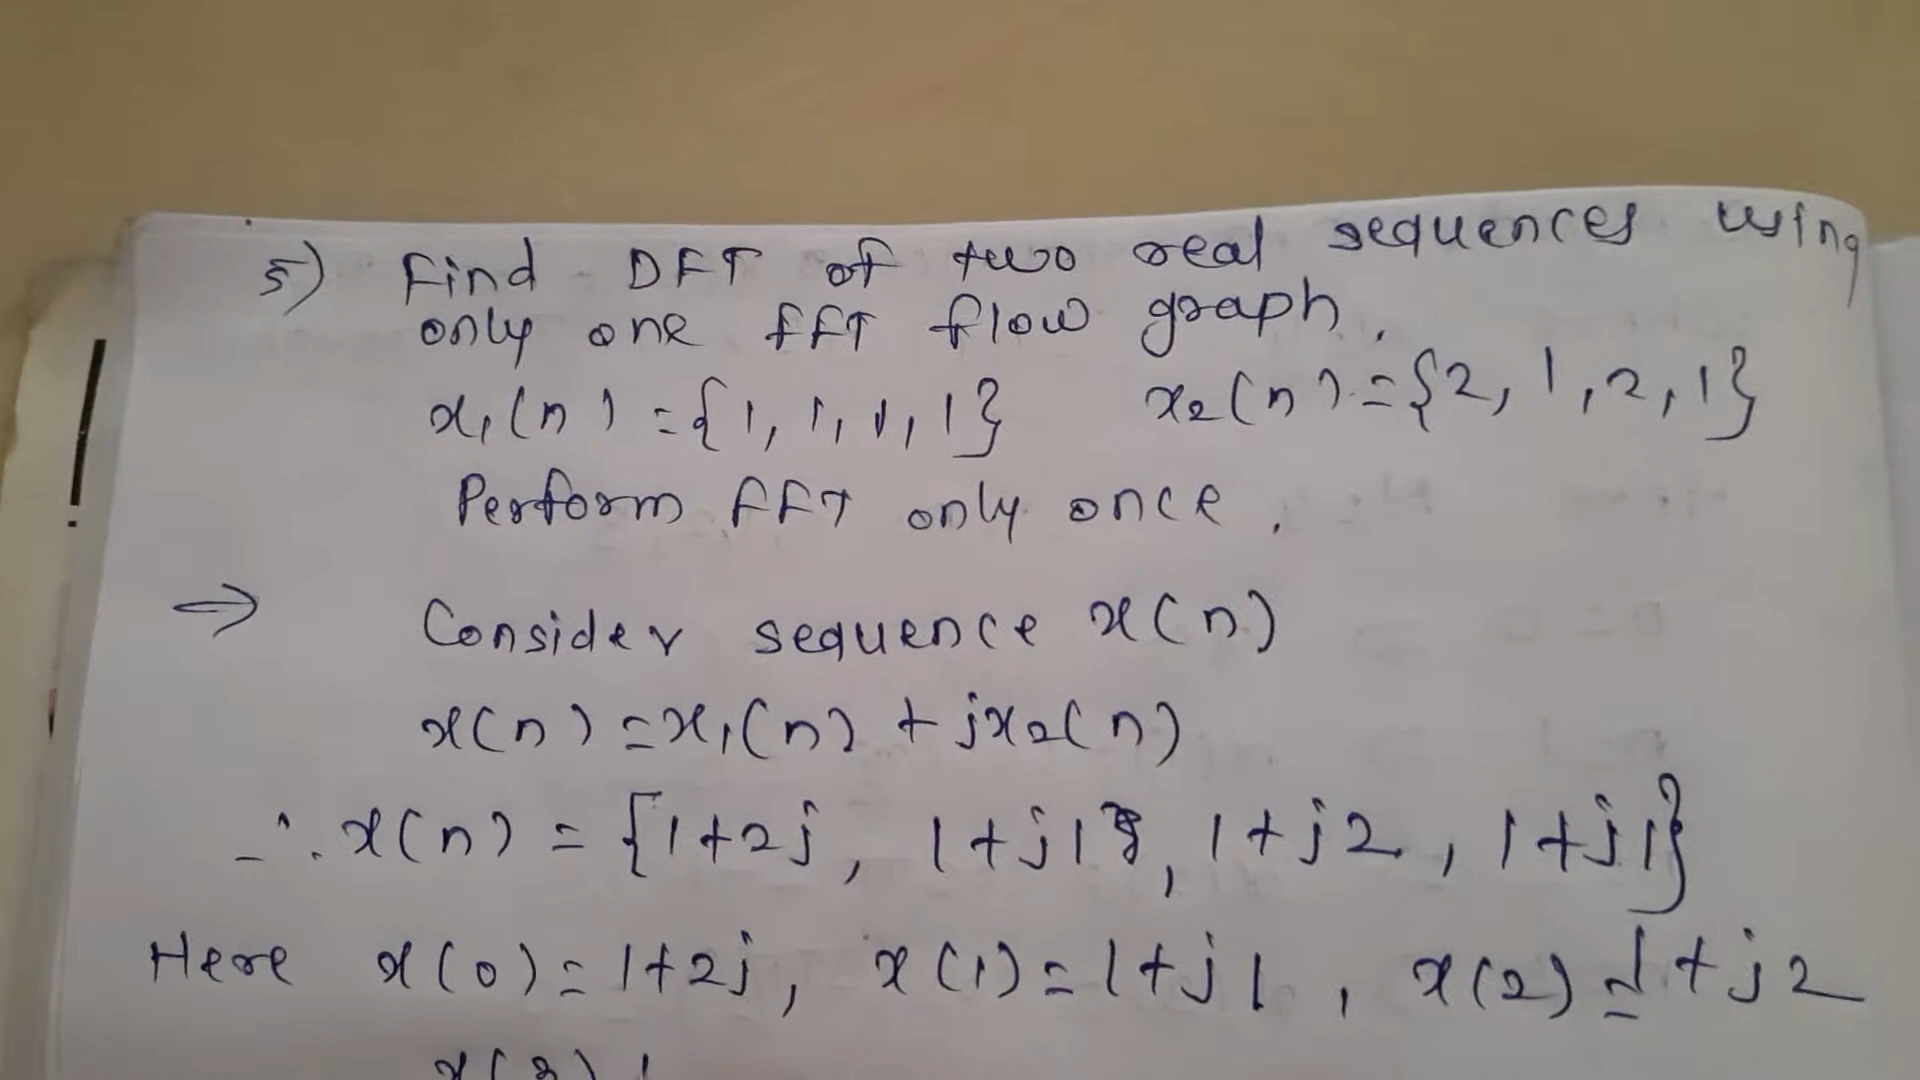 5) Find DFT of two real sequences using
only one FFT flow graph.
x₁(n) = {1, 1, 1, 1} x₂(n) = {2, 1, 2, 1}
Perform FFT only once.
⇒ Consider sequence x(n)
x(n) = x₁(n) + jx₂(n)
∴ x(n) = {1+2j, 1+j1, 1+j2, 1+j1}
Here x(0) = 1+2j, x(1) = 1+j1, x(2) = 1+j2
x(3)